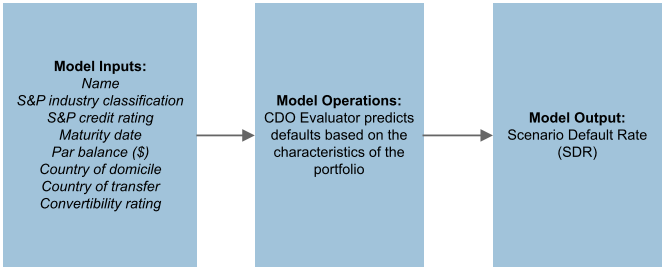 Model Inputs:
Name
S&P industry classification
S&P credit rating
Maturity date
Par balance ($)
Country of domicile
Country of transfer
Convertibility rating
Model Operations:
CDO Evaluator predicts
defaults based on the
characteristics of the
portfolio
Model Output:
Scenario Default Rate
(SDR)